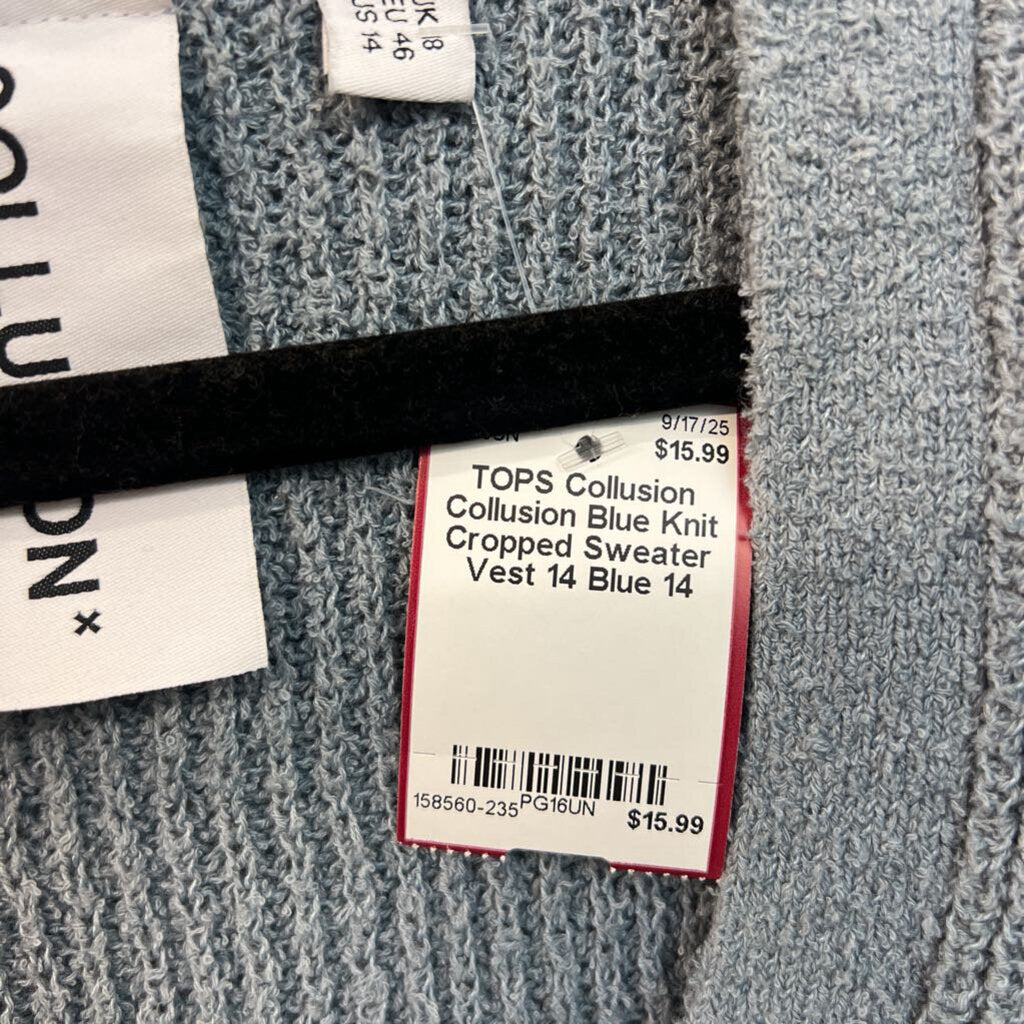 UK 18
EU 46
US 14
COLLUSION×
9/17/25
$15.99
TOPS Collusion
Collusion Blue Knit
Cropped Sweater
Vest 14 Blue 14
158560-235
PG16UN
$15.99